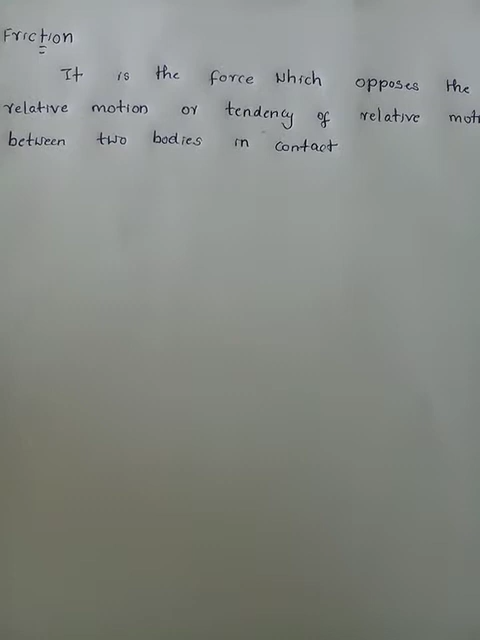 Friction
It is the force which opposes the
relative motion or tendency of relative mot
between two bodies in contact